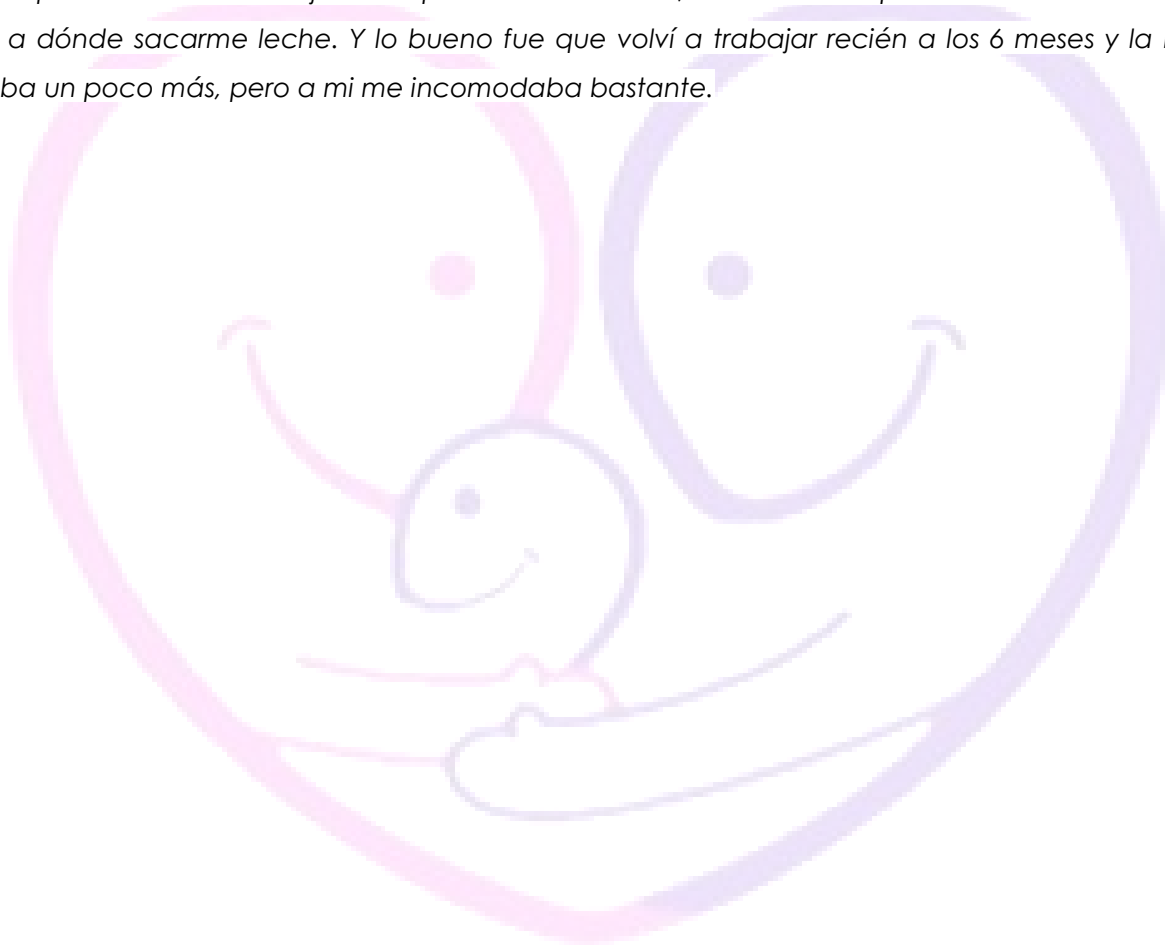 a dónde sacarme leche. Y lo bueno fue que volví a trabajar recién a los 6 meses y la
ba un poco más, pero a mi me incomodaba bastante.